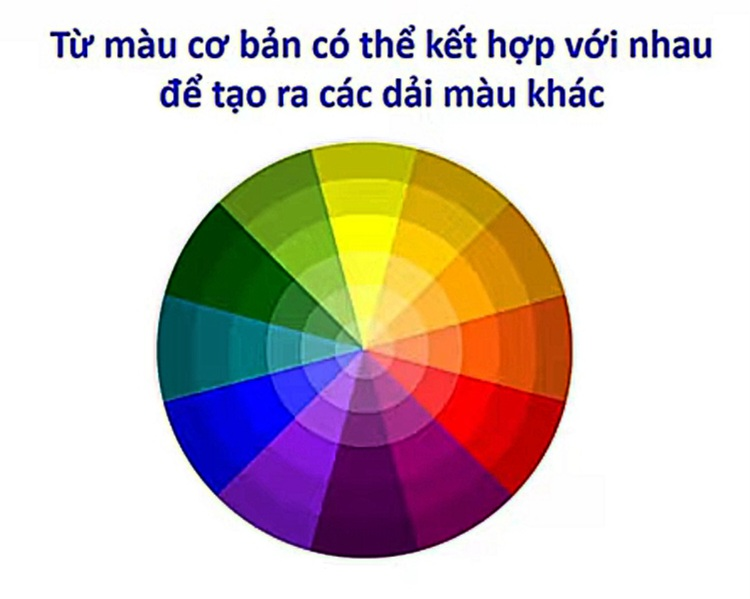 Từ màu cơ bản có thể kết hợp với nhau
để tạo ra các dải màu khác